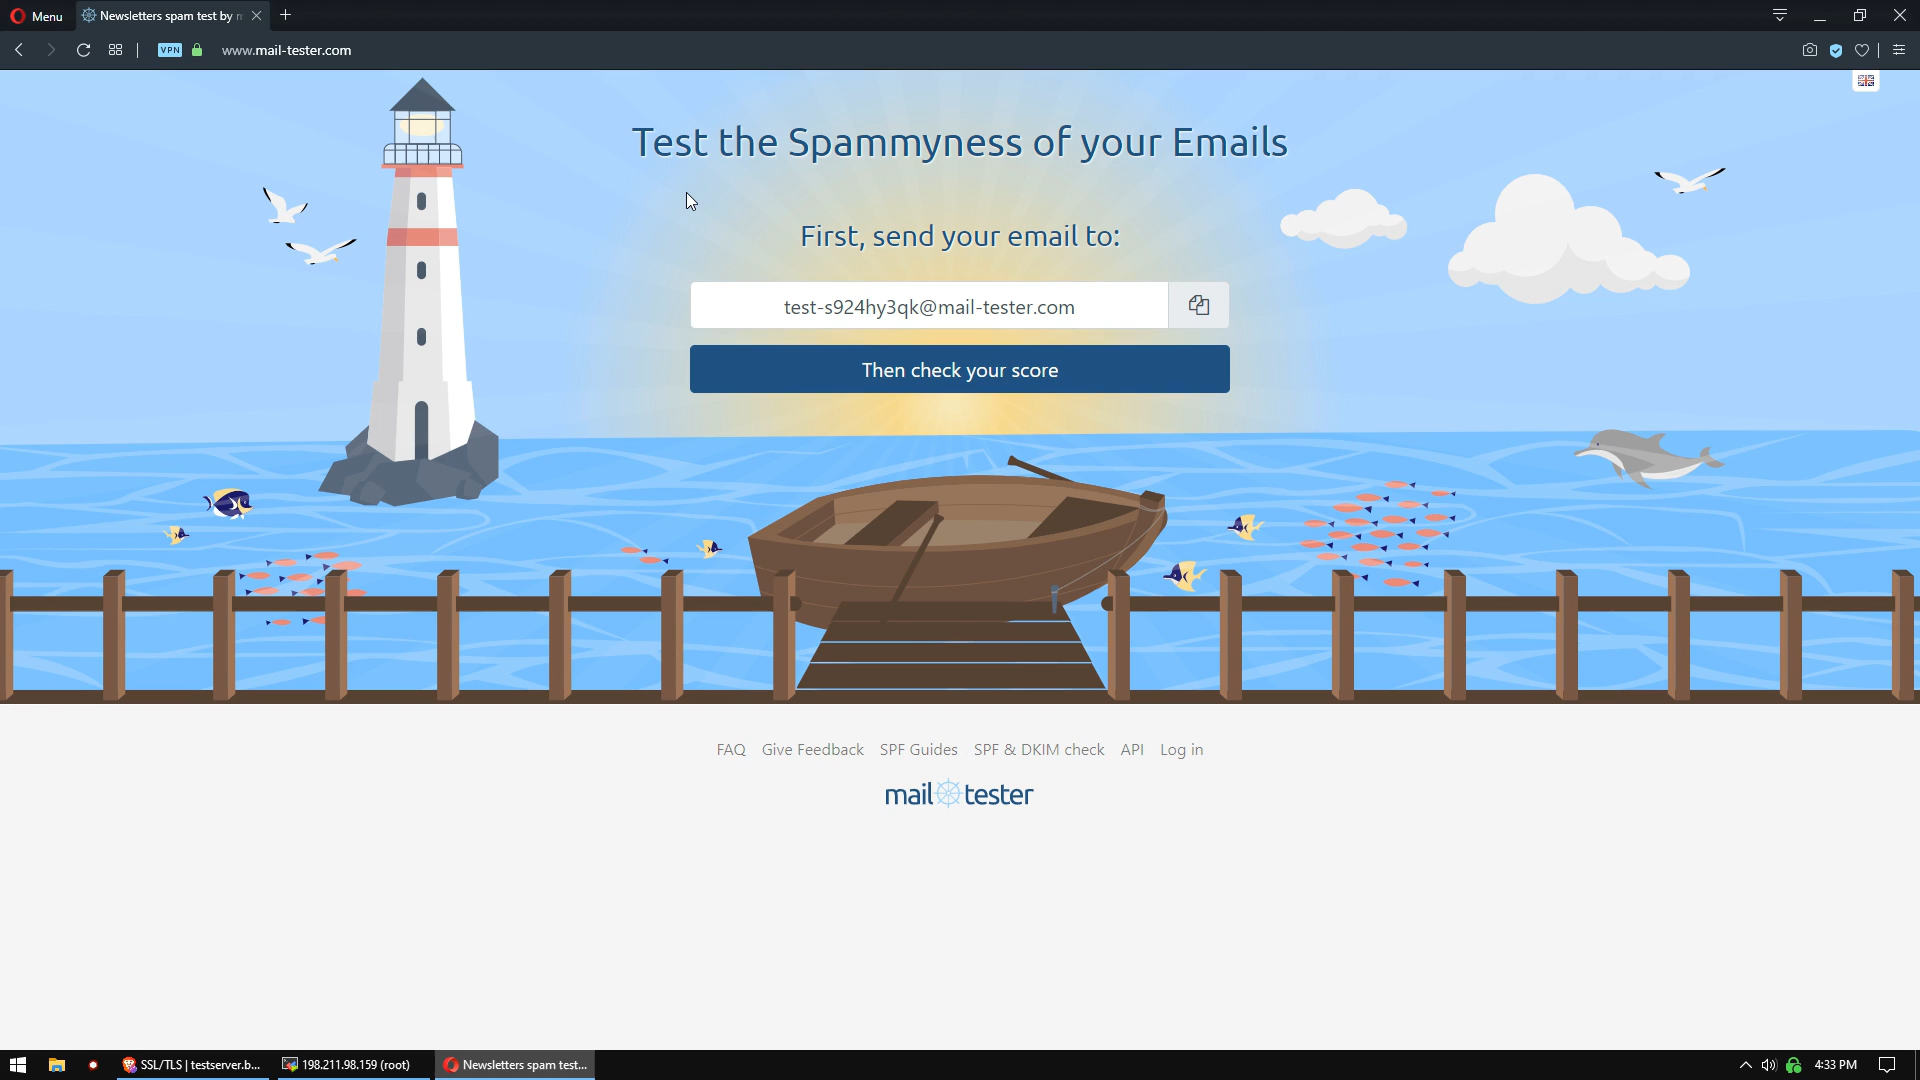 Menu
Newsletters spam test by
VPN
www.mail-tester.com
Test the Spammyness of your Emails
First, send your email to:
test-s924hy3qk@mail-tester.com
Then check your score
FAQ Give Feedback SPF Guides SPF & DKIM check API Log in
mail tester
SSL/TLS | testserver.b... 198.211.98.159 (root) Newsletters spam test... 4:33 PM